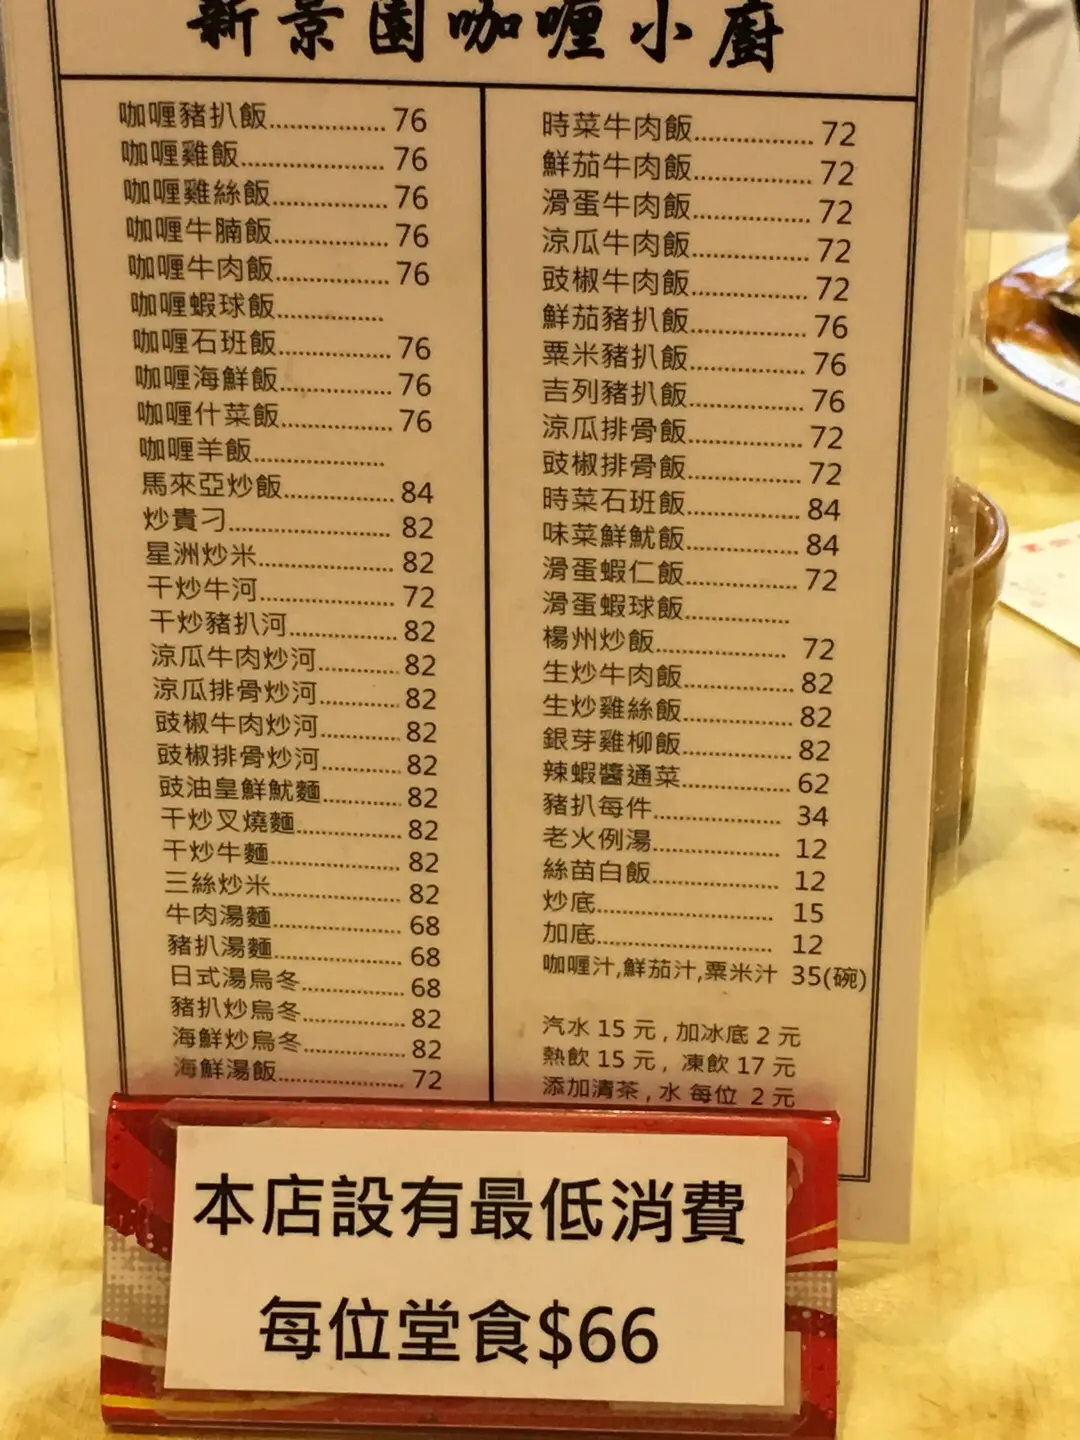 新景園咖喱小廚
咖喱豬扒飯 76
咖喱雞飯 76
咖喱雞絲飯 76
咖喱牛腩飯 76
咖喱牛肉飯 76
咖喱蝦球飯
咖喱石班飯 76
咖喱海鮮飯 76
咖喱什菜飯 76
咖喱羊飯
馬來亞炒飯 84
炒貴刁 82
星洲炒米 82
干炒牛河 72
干炒豬扒河 82
涼瓜牛肉炒河 82
涼瓜排骨炒河 82
豉椒牛肉炒河 82
豉椒排骨炒河 82
豉油皇鮮魷麵 82
干炒叉燒麵 82
干炒牛麵 82
三絲炒米 82
牛肉湯麵 68
豬扒湯麵 68
日式湯烏冬 68
豬扒炒烏冬 82
海鮮炒烏冬 82
海鮮湯飯 72
時菜牛肉飯 72
鮮茄牛肉飯 72
滑蛋牛肉飯 72
涼瓜牛肉飯 72
豉椒牛肉飯 72
鮮茄豬扒飯 76
粟米豬扒飯 76
吉列豬扒飯 76
涼瓜排骨飯 72
豉椒排骨飯 72
時菜石班飯 84
味菜鮮魷飯 84
滑蛋蝦仁飯 72
滑蛋蝦球飯
楊州炒飯 72
生炒牛肉飯 82
生炒雞絲飯 82
銀芽雞柳飯 82
辣蝦醬通菜 62
豬扒每件 34
老火例湯 12
絲苗白飯 12
炒底 15
加底 12
咖喱汁,鮮茄汁,粟米汁 35(碗)
汽水 15 元 , 加冰底 2 元
熱飲 15 元 , 凍飲 17 元
添加清茶 , 水 每位 2 元
本店設有最低消費
每位堂食$66